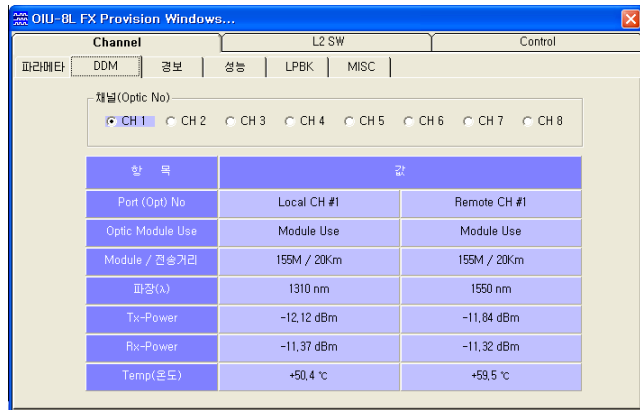 OIU-8L FX Provision Windows...
Channel L2 SW Control
파라메타 DDM 경보 성능 LPBK MISC
채널(Optic No)
CH 1 CH 2 CH 3 CH 4 CH 5 CH 6 CH 7 CH 8
항 목 값
Port (Opt) No Local CH #1 Remote CH #1
Optic Module Use Module Use Module Use
Module / 전송거리 155M / 20Km 155M / 20Km
파장(λ) 1310 nm 1550 nm
Tx-Power -12,12 dBm -11,84 dBm
Rx-Power -11,37 dBm -11,32 dBm
Temp(온도) +50,4 ℃ +59,5 ℃